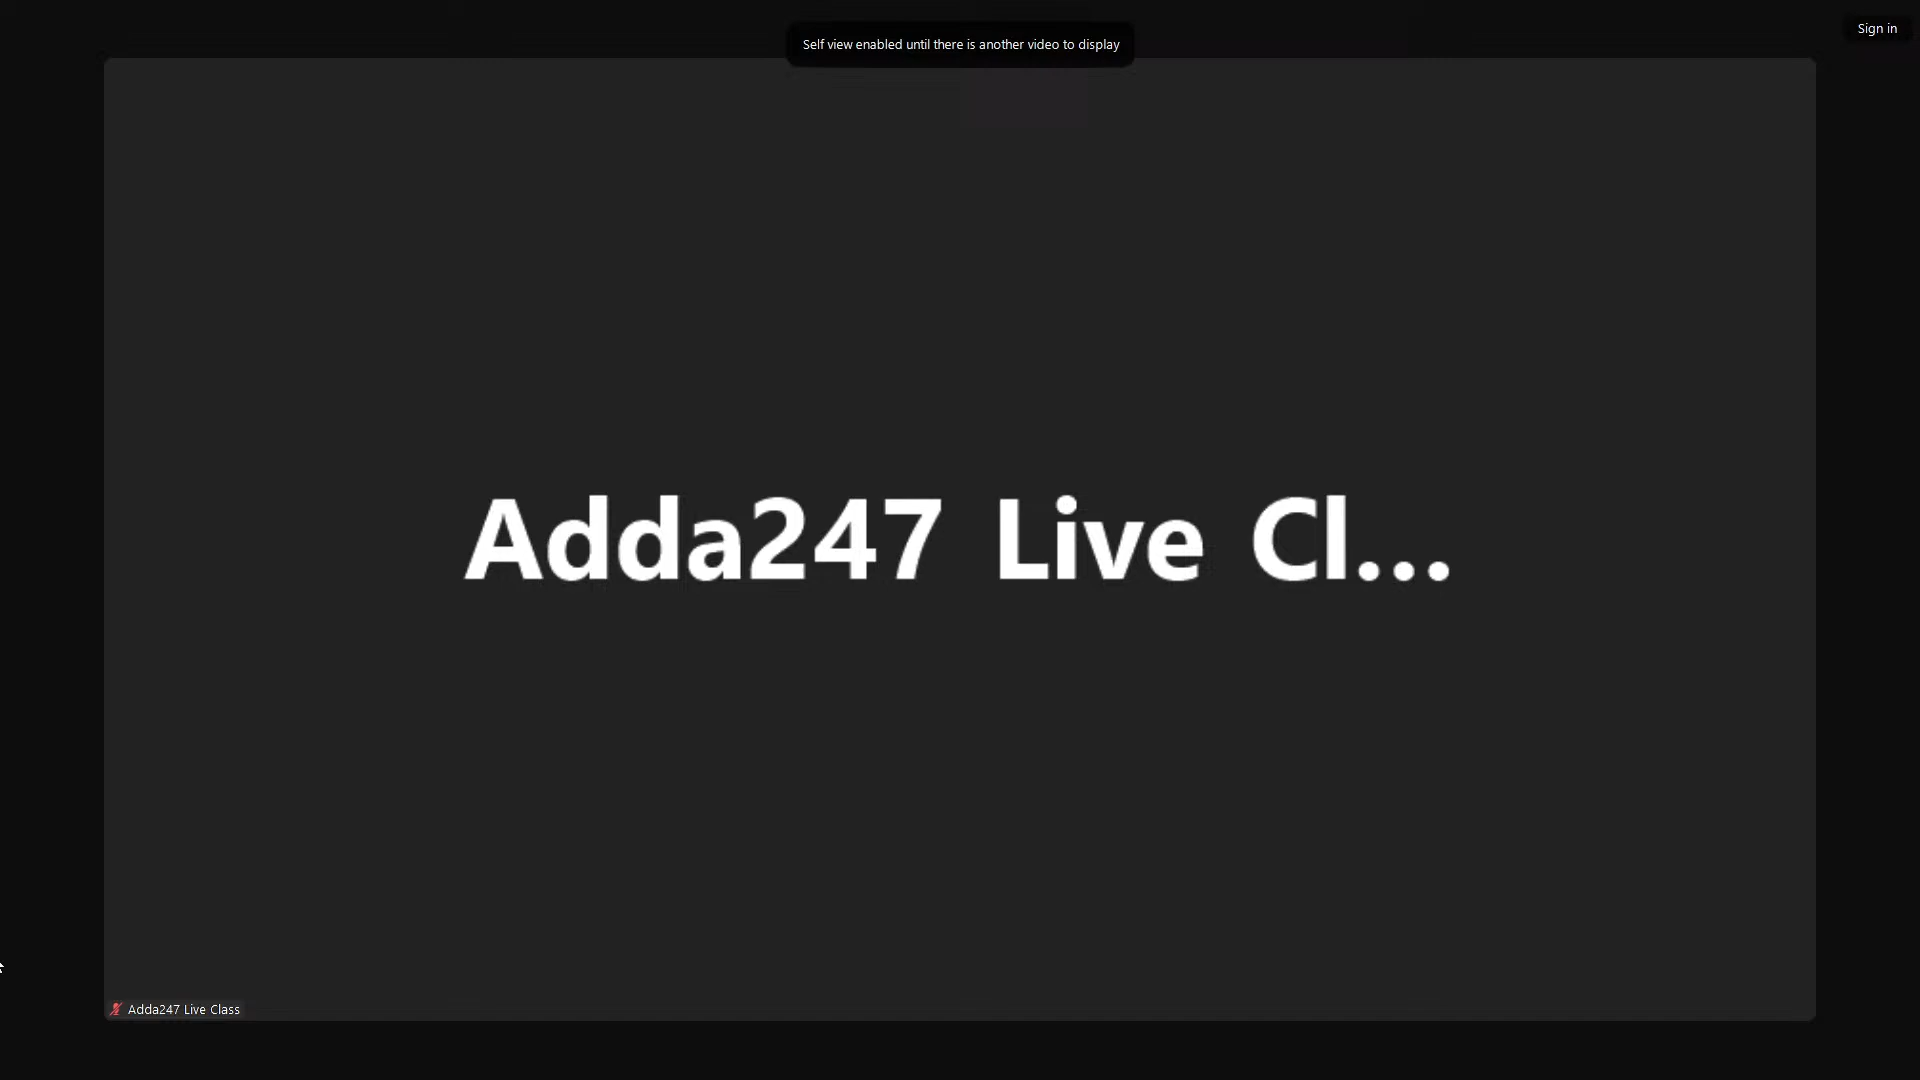 Self view enabled until there is another video to display
Sign in
Adda247 Live Cl...
Adda247 Live Class